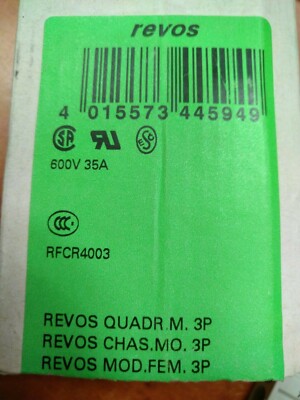 revos
4 015573 445949
600V 35A
RFCR4003
REVOS QUADR.M. 3P
REVOS CHAS.MO. 3P
REVOS MOD.FEM. 3P